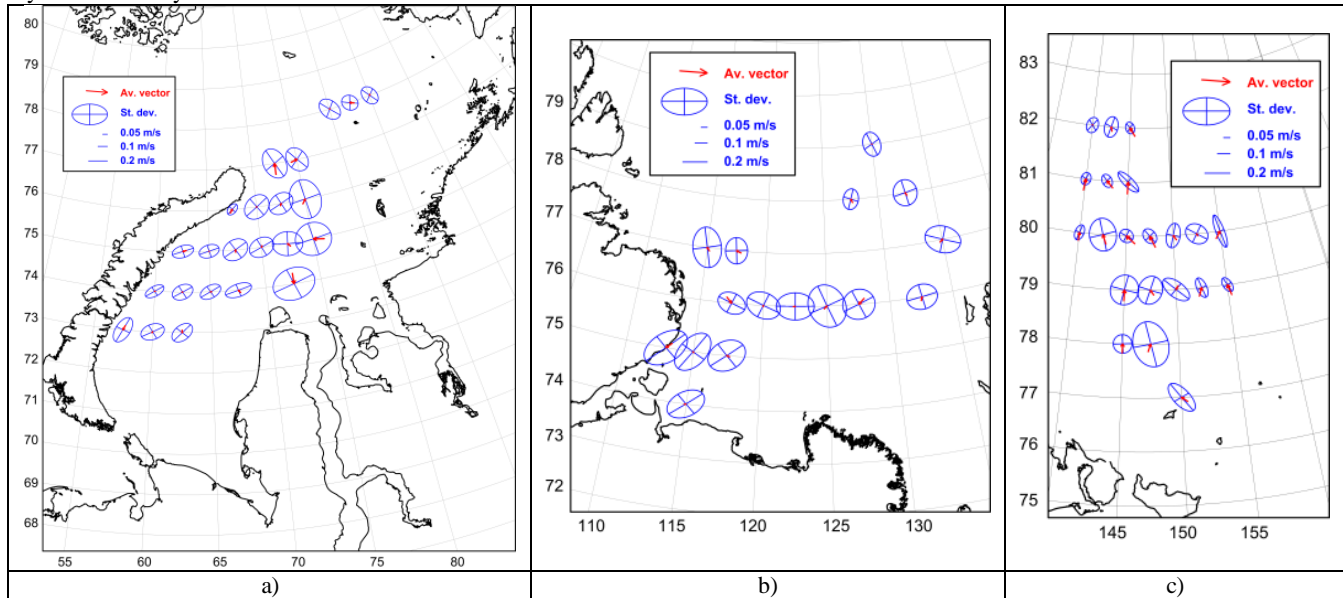 80
79
78
77
76
75
74
73
72
71
70
69
68
55 60 65 70 75 80
Av. vector
St. dev.
0.05 m/s
0.1 m/s
0.2 m/s
a)
79
78
77
76
75
74
73
72
110 115 120 125 130
Av. vector
St. dev.
0.05 m/s
0.1 m/s
0.2 m/s
b)
83
82
81
80
79
78
77
76
75
145 150 155
Av. vector
St. dev.
0.05 m/s
0.1 m/s
0.2 m/s
c)